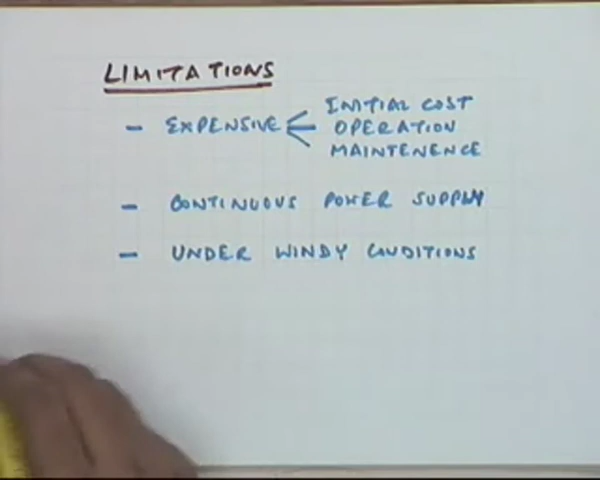 LIMITATIONS
- EXPENSIVE
INITIAL COST
OPERATION
MAINTENENCE
- CONTINUOUS POWER SUPPLY
- UNDER WINDY CONDITIONS